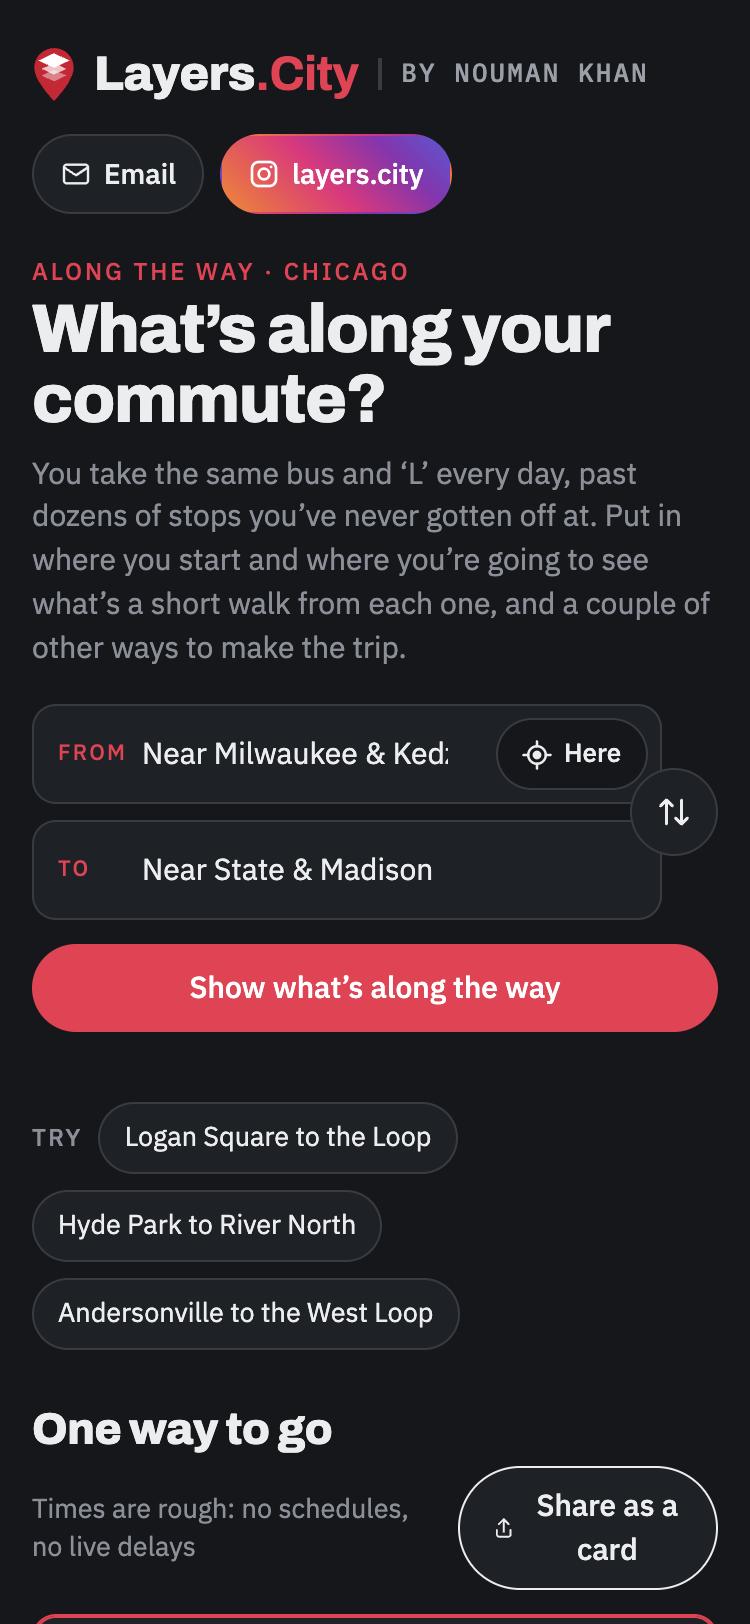 Layers.City | BY NOUMAN KHAN
Email
layers.city
ALONG THE WAY · CHICAGO
What’s along your
commute?
You take the same bus and ‘L’ every day, past
dozens of stops you’ve never gotten off at. Put in
where you start and where you’re going to see
what’s a short walk from each one, and a couple of
other ways to make the trip.
FROM Near Milwaukee & Ked
Here
TO Near State & Madison
Show what’s along the way
TRY Logan Square to the Loop
Hyde Park to River North
Andersonville to the West Loop
One way to go
Times are rough: no schedules,
no live delays
Share as a
card